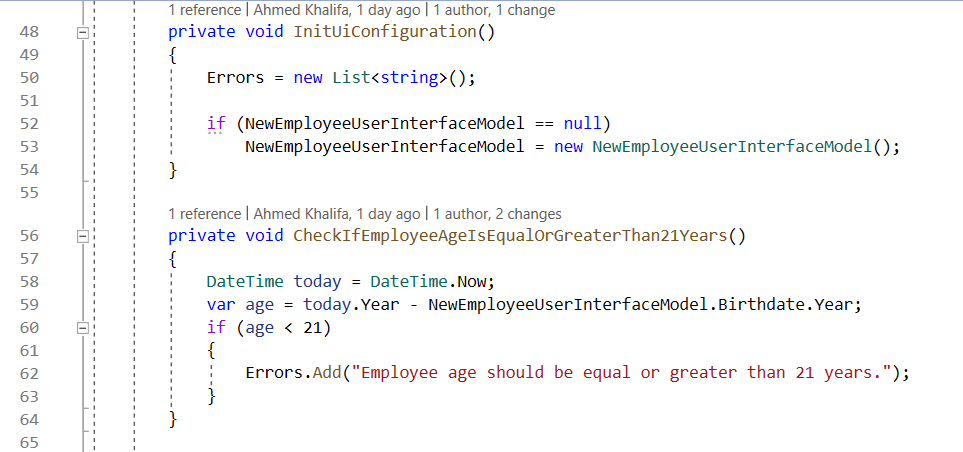 1 reference | Ahmed Khalifa, 1 day ago | 1 author, 1 change
48 private void InitUiConfiguration()
49 {
50 Errors = new List<string>();
51
52 if (NewEmployeeUserInterfaceModel == null)
53 NewEmployeeUserInterfaceModel = new NewEmployeeUserInterfaceModel();
54 }
55
1 reference | Ahmed Khalifa, 1 day ago | 1 author, 2 changes
56 private void CheckIfEmployeeAgeIsEqualOrGreaterThan21Years()
57 {
58 DateTime today = DateTime.Now;
59 var age = today.Year - NewEmployeeUserInterfaceModel.Birthdate.Year;
60 if (age < 21)
61 {
62 Errors.Add("Employee age should be equal or greater than 21 years.");
63 }
64 }
65